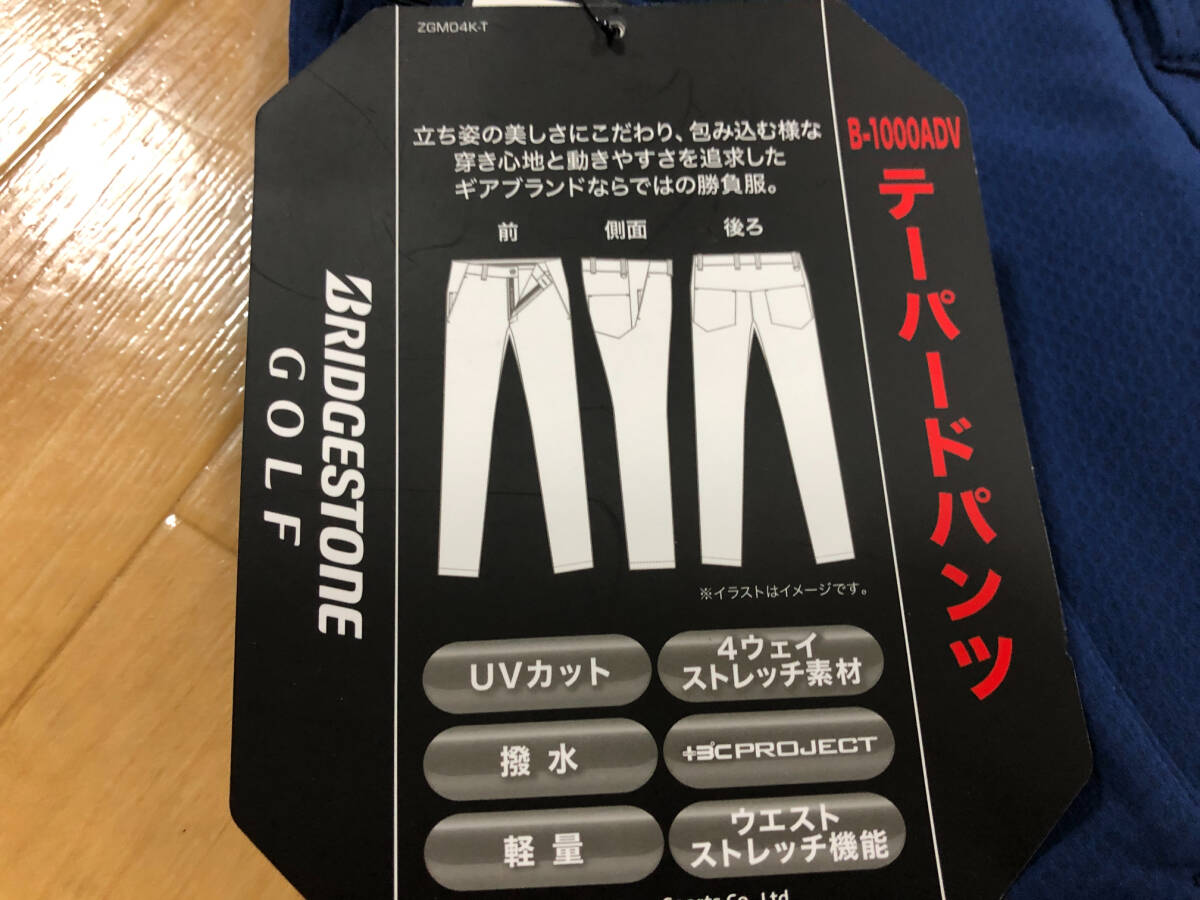 ZGM04K-T
立ち姿の美しさにこだわり、包み込む様な
穿き心地と動きやすさを追求した
ギアブランドならではの勝負服。
前
側面
後ろ
※イラストはイメージです。
UVカット
4ウェイ
ストレッチ素材
撥水
+3℃PROJECT
軽量
ウエスト
ストレッチ機能
Sports Co.,Ltd.
BRIDGESTONE
GOLF
B-1000ADV
テーパードパンツ